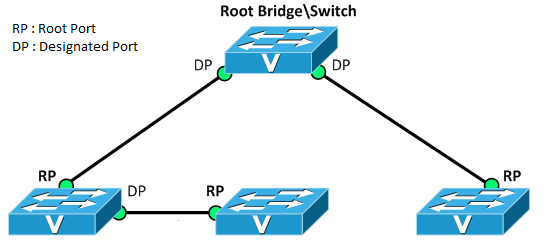 Root Bridge\Switch
RP : Root Port
DP : Designated Port
DP DP
V
RP DP RP RP
V V V